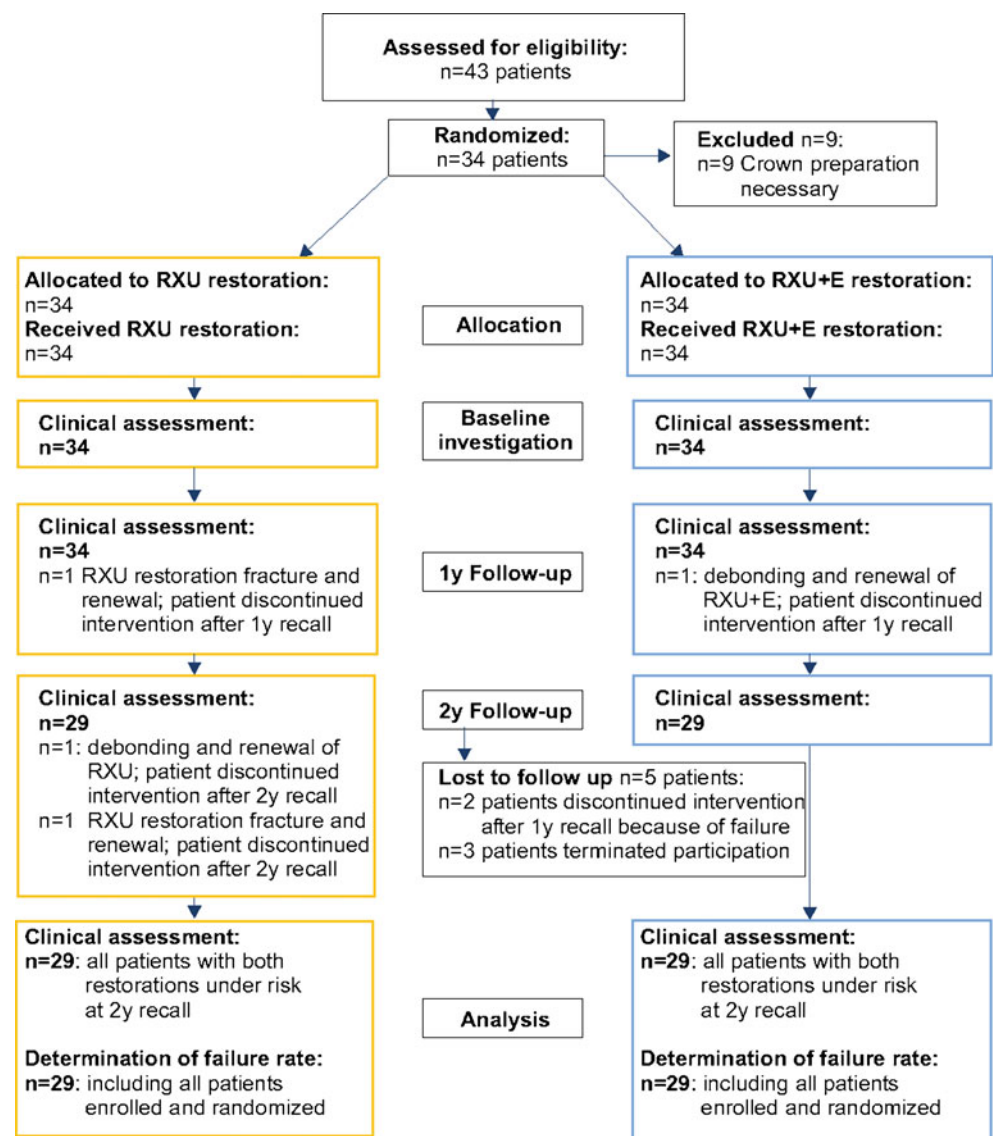 Assessed for eligibility:
n=43 patients
Randomized:
n=34 patients
Excluded n=9:
n=9 Crown preparation
necessary
Allocated to RXU restoration:
n=34
Received RXU restoration:
n=34
Allocation
Allocated to RXU+E restoration:
n=34
Received RXU+E restoration:
n=34
Clinical assessment:
n=34
Baseline
investigation
Clinical assessment:
n=34
Clinical assessment:
n=34
n=1 RXU restoration fracture and
renewal; patient discontinued
intervention after 1y recall
1y Follow-up
Clinical assessment:
n=34
n=1: debonding and renewal of
RXU+E; patient discontinued
intervention after 1y recall
Clinical assessment:
n=29
n=1: debonding and renewal of
RXU; patient discontinued
intervention after 2y recall
n=1 RXU restoration fracture and
renewal; patient discontinued
intervention after 2y recall
2y Follow-up
Lost to follow up n=5 patients:
n=2 patients discontinued intervention
after 1y recall because of failure
n=3 patients terminated participation
Clinical assessment:
n=29
Clinical assessment:
n=29: all patients with both
restorations under risk
at 2y recall
Determination of failure rate:
n=29: including all patients
enrolled and randomized
Analysis
Clinical assessment:
n=29: all patients with both
restorations under risk
at 2y recall
Determination of failure rate:
n=29: including all patients
enrolled and randomized